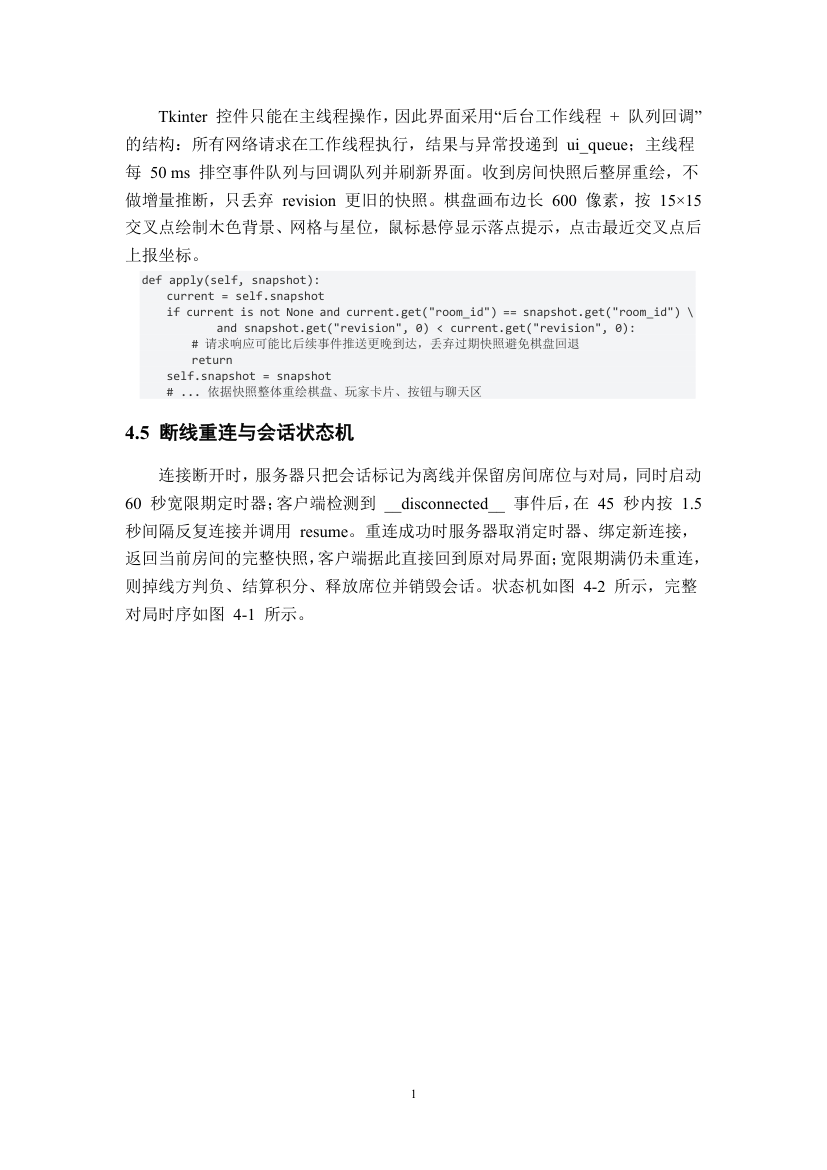 Tkinter 控件只能在主线程操作，因此界面采用“后台工作线程 + 队列回调”
的结构：所有网络请求在工作线程执行，结果与异常投递到 ui_queue；主线程
每 50 ms 排空事件队列与回调队列并刷新界面。收到房间快照后整屏重绘，不
做增量推断，只丢弃 revision 更旧的快照。棋盘画布边长 600 像素，按 15×15
交叉点绘制木色背景、网格与星位，鼠标悬停显示落点提示，点击最近交叉点后
上报坐标。
def apply(self, snapshot):
    current = self.snapshot
    if current is not None and current.get("room_id") == snapshot.get("room_id") \
            and snapshot.get("revision", 0) < current.get("revision", 0):
        # 请求响应可能比后续事件推送更晚到达，丢弃过期快照避免棋盘回退
        return
    self.snapshot = snapshot
    # ... 依据快照整体重绘棋盘、玩家卡片、按钮与聊天区
4.5 断线重连与会话状态机
连接断开时，服务器只把会话标记为离线并保留房间席位与对局，同时启动
60 秒宽限期定时器；客户端检测到 __disconnected__ 事件后，在 45 秒内按 1.5
秒间隔反复连接并调用 resume。重连成功时服务器取消定时器、绑定新连接，
返回当前房间的完整快照，客户端据此直接回到原对局界面；宽限期满仍未重连，
则掉线方判负、结算积分、释放席位并销毁会话。状态机如图 4-2 所示，完整
对局时序如图 4-1 所示。
1